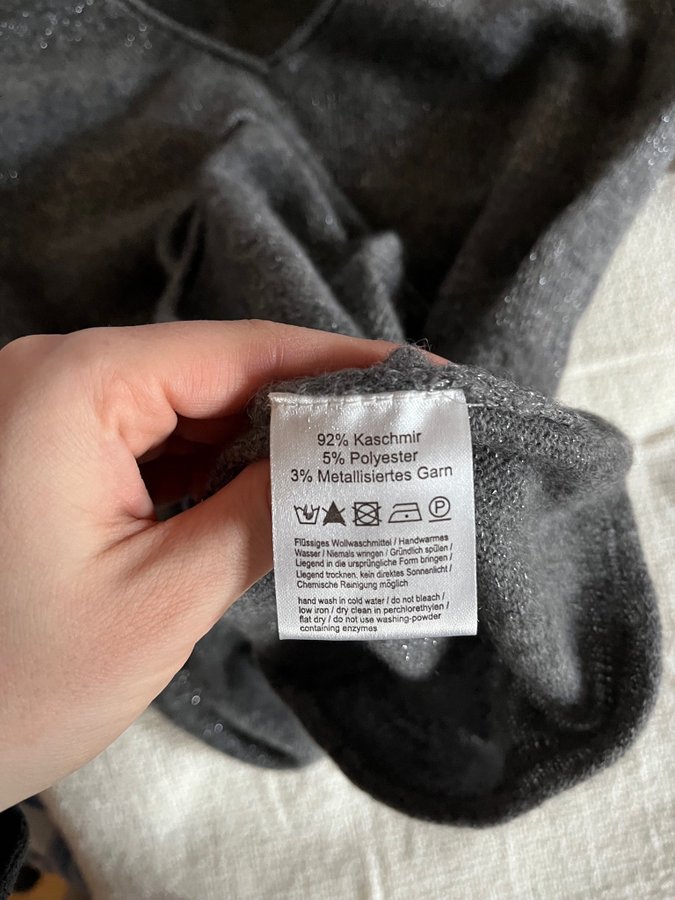 92% Kaschmir
5% Polyester
3% Metallisiertes Garn
P
Flüssiges Wollwaschmittel / Handwarmes
Wasser / Niemals wringen / Gründlich spülen /
Liegend in die ursprüngliche Form bringen /
Liegend trocknen, kein direktes Sonnenlicht /
Chemische Reinigung möglich
hand wash in cold water / do not bleach /
low iron / dry clean in perchlorethylen /
flat dry / do not use washing-powder
containing enzymes